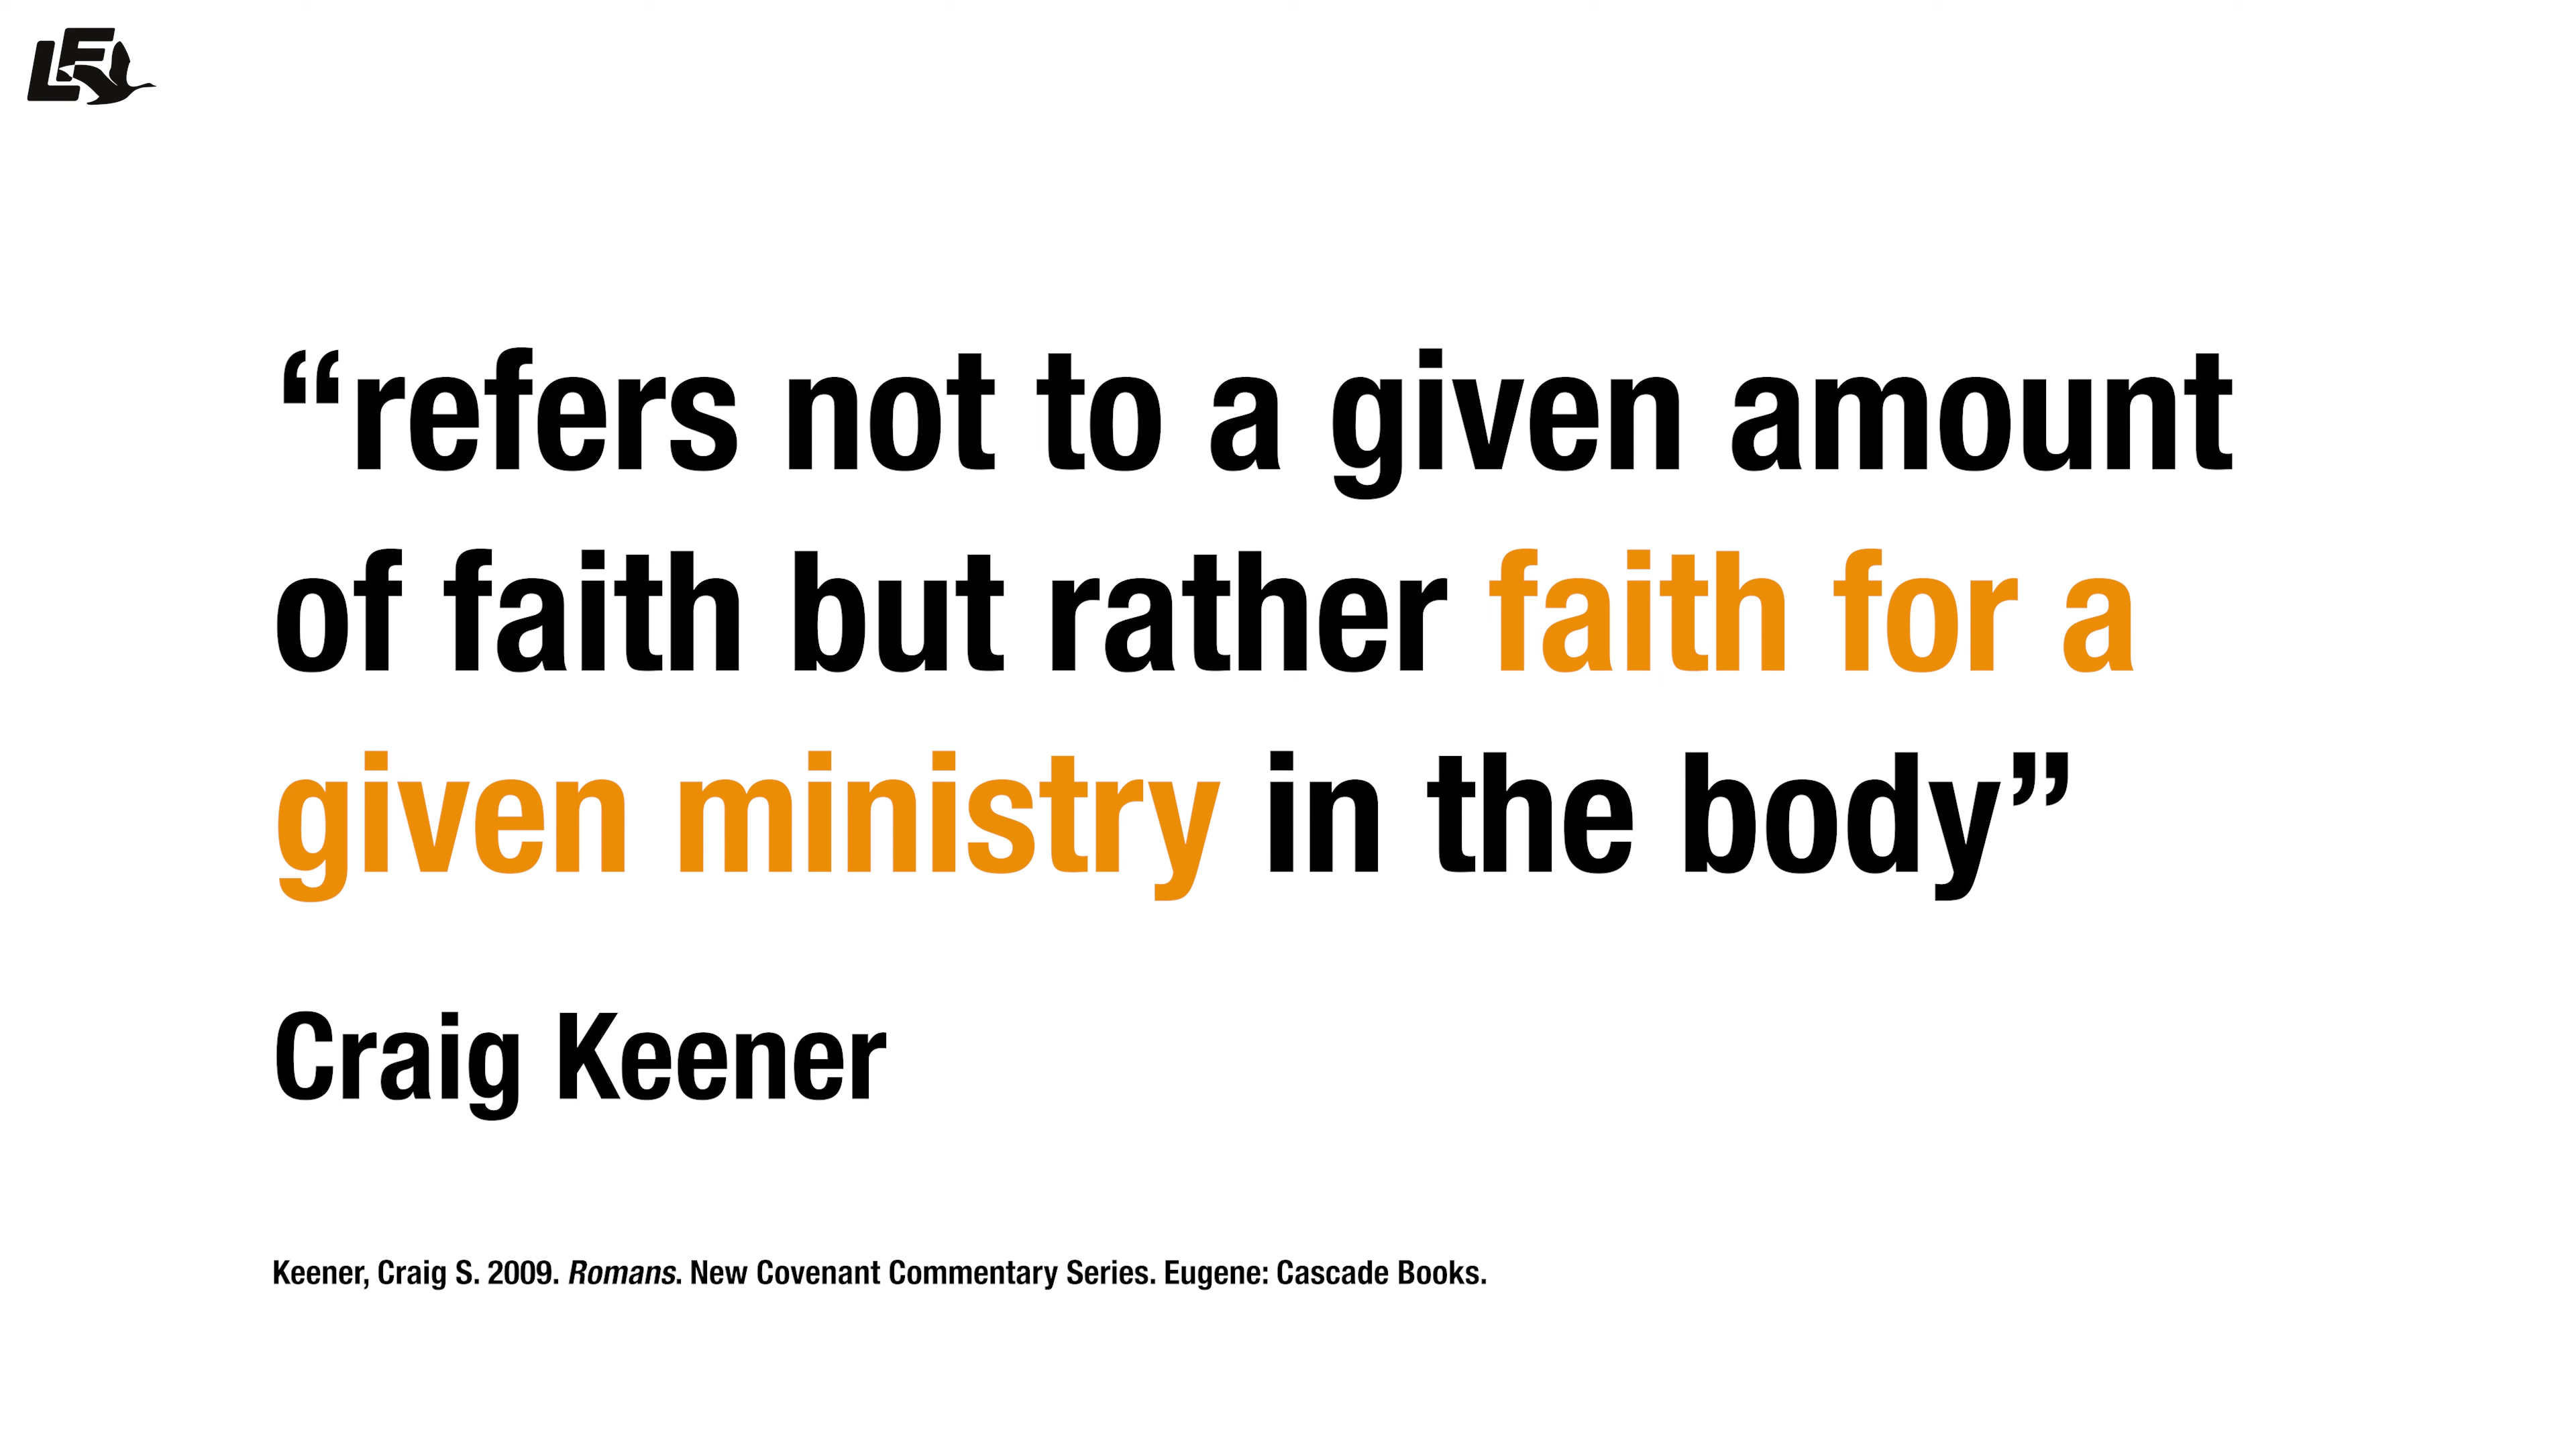 LF
“refers not to a given amount
of faith but rather faith for a
given ministry in the body”
Craig Keener
Keener, Craig S. 2009. Romans. New Covenant Commentary Series. Eugene: Cascade Books.